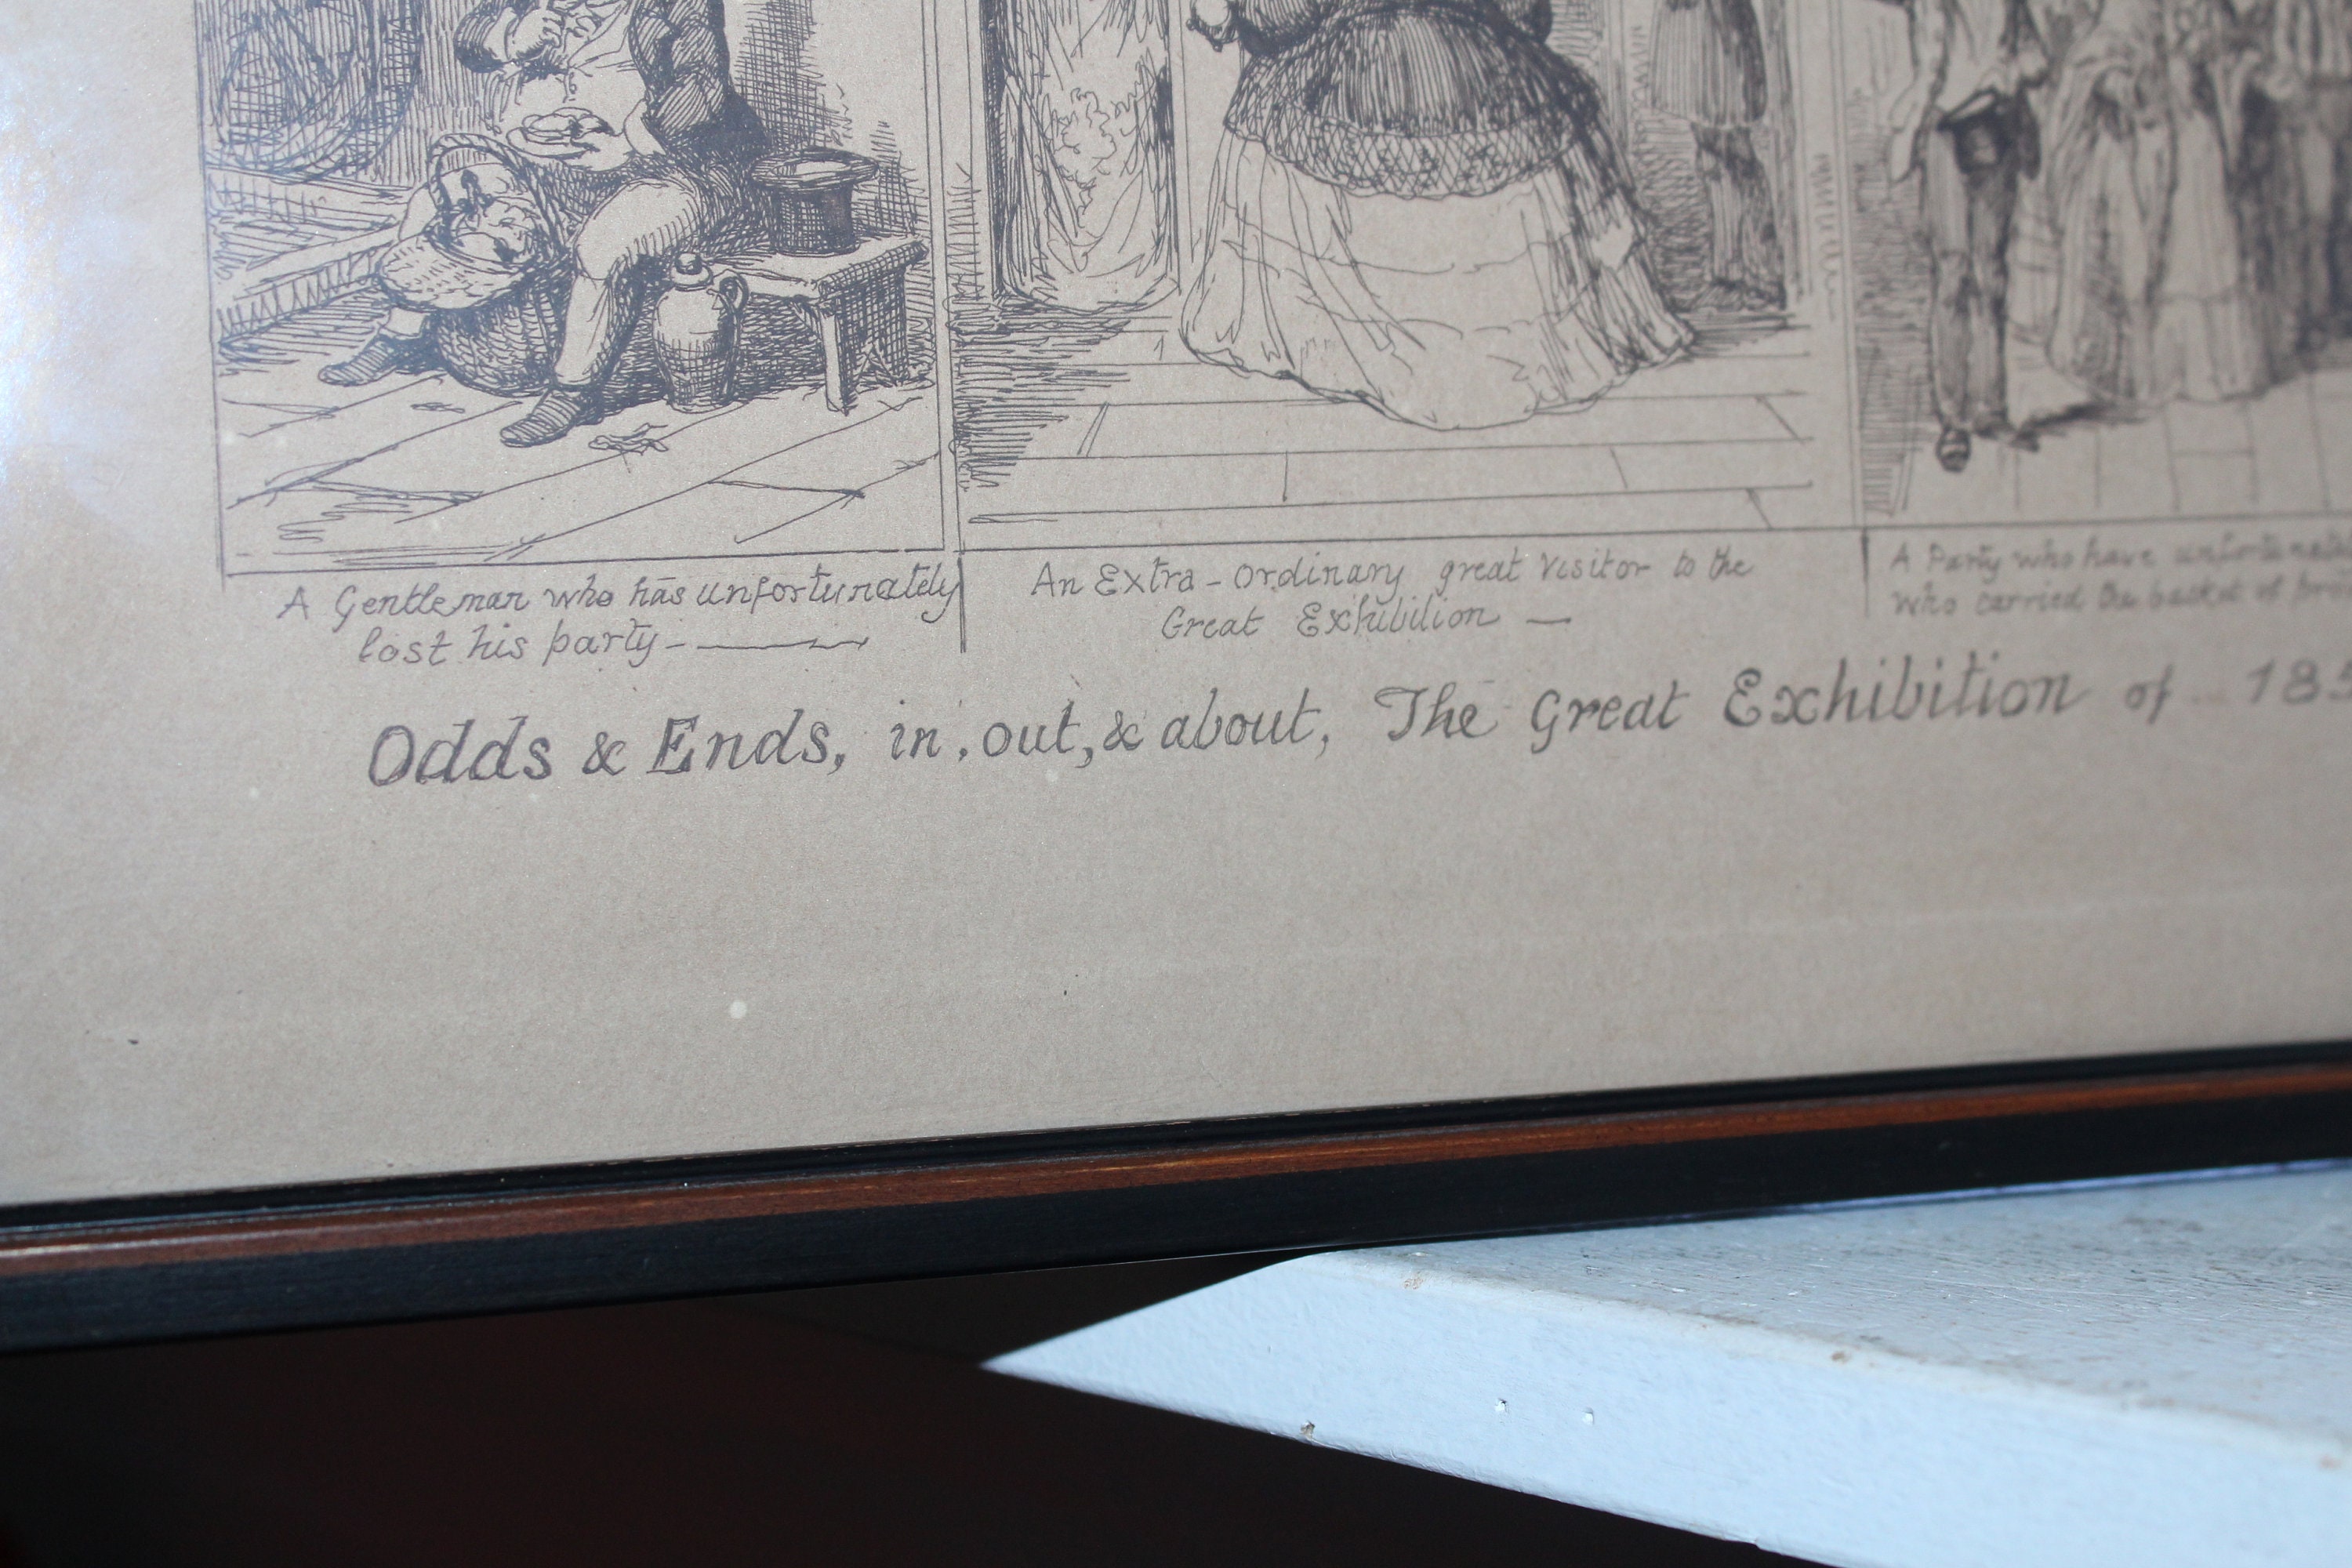 A Gentleman who has unfortunately
lost his party
An Extra-ordinary great visitor to the
Great Exhibition
A Party who have
who carried the basket of
Odds & Ends, in, out, & about, The Great Exhibition of 185